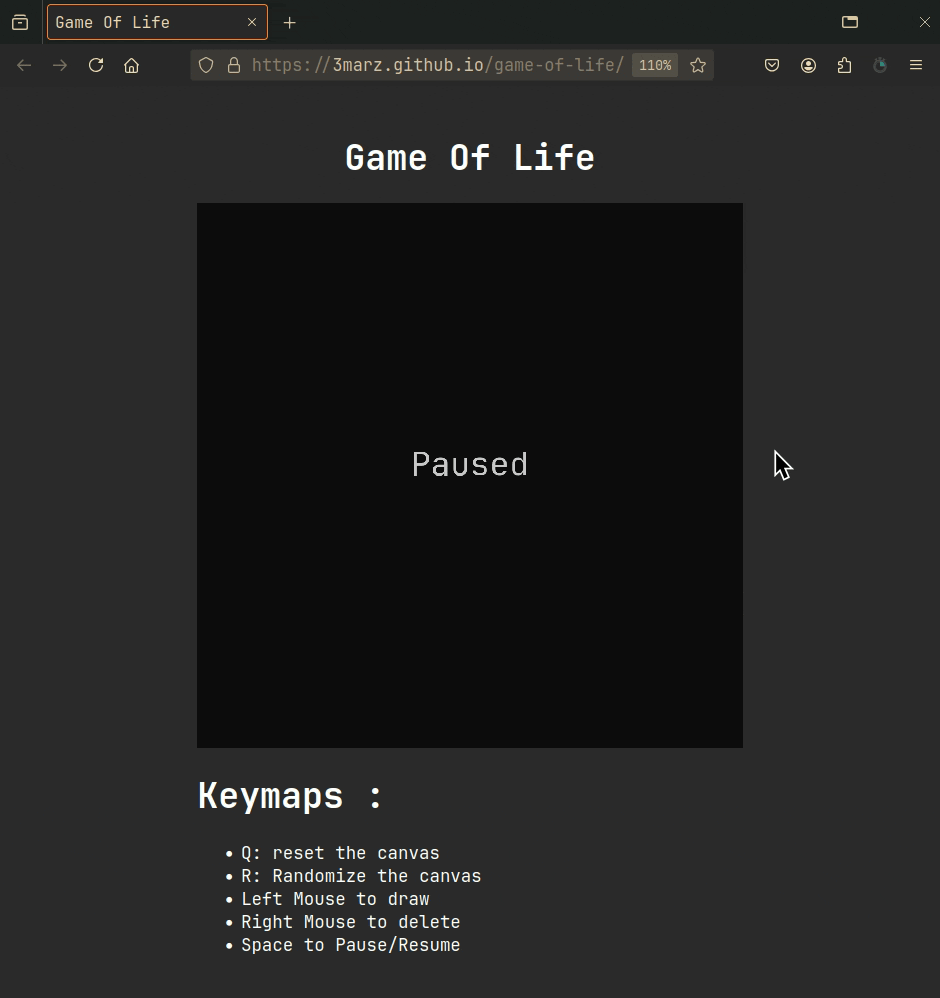 Game Of Life
https://3marz.github.io/game-of-life/ 110%
Game Of Life
Paused
Keymaps :
• Q: reset the canvas
• R: Randomize the canvas
• Left Mouse to draw
• Right Mouse to delete
• Space to Pause/Resume